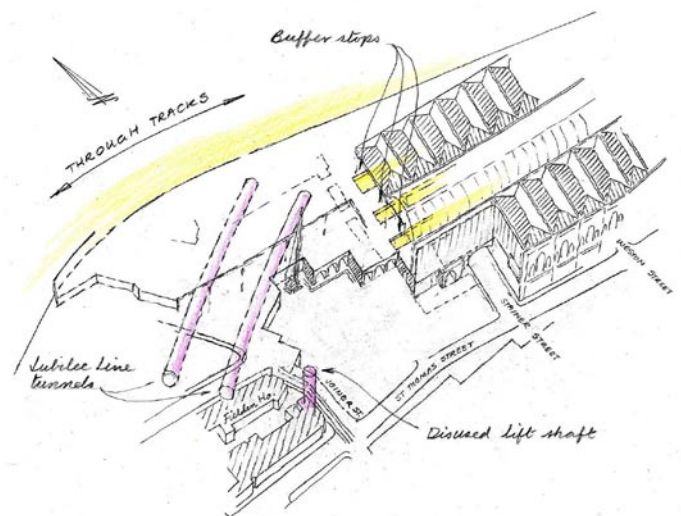 Buffer stops
THROUGH TRACKS
WESTON STREET
STAINER STREET
ST THOMAS STREET
JOINER ST.
Jubilee Line
tunnels
Fielden Ho.
Disused lift shaft